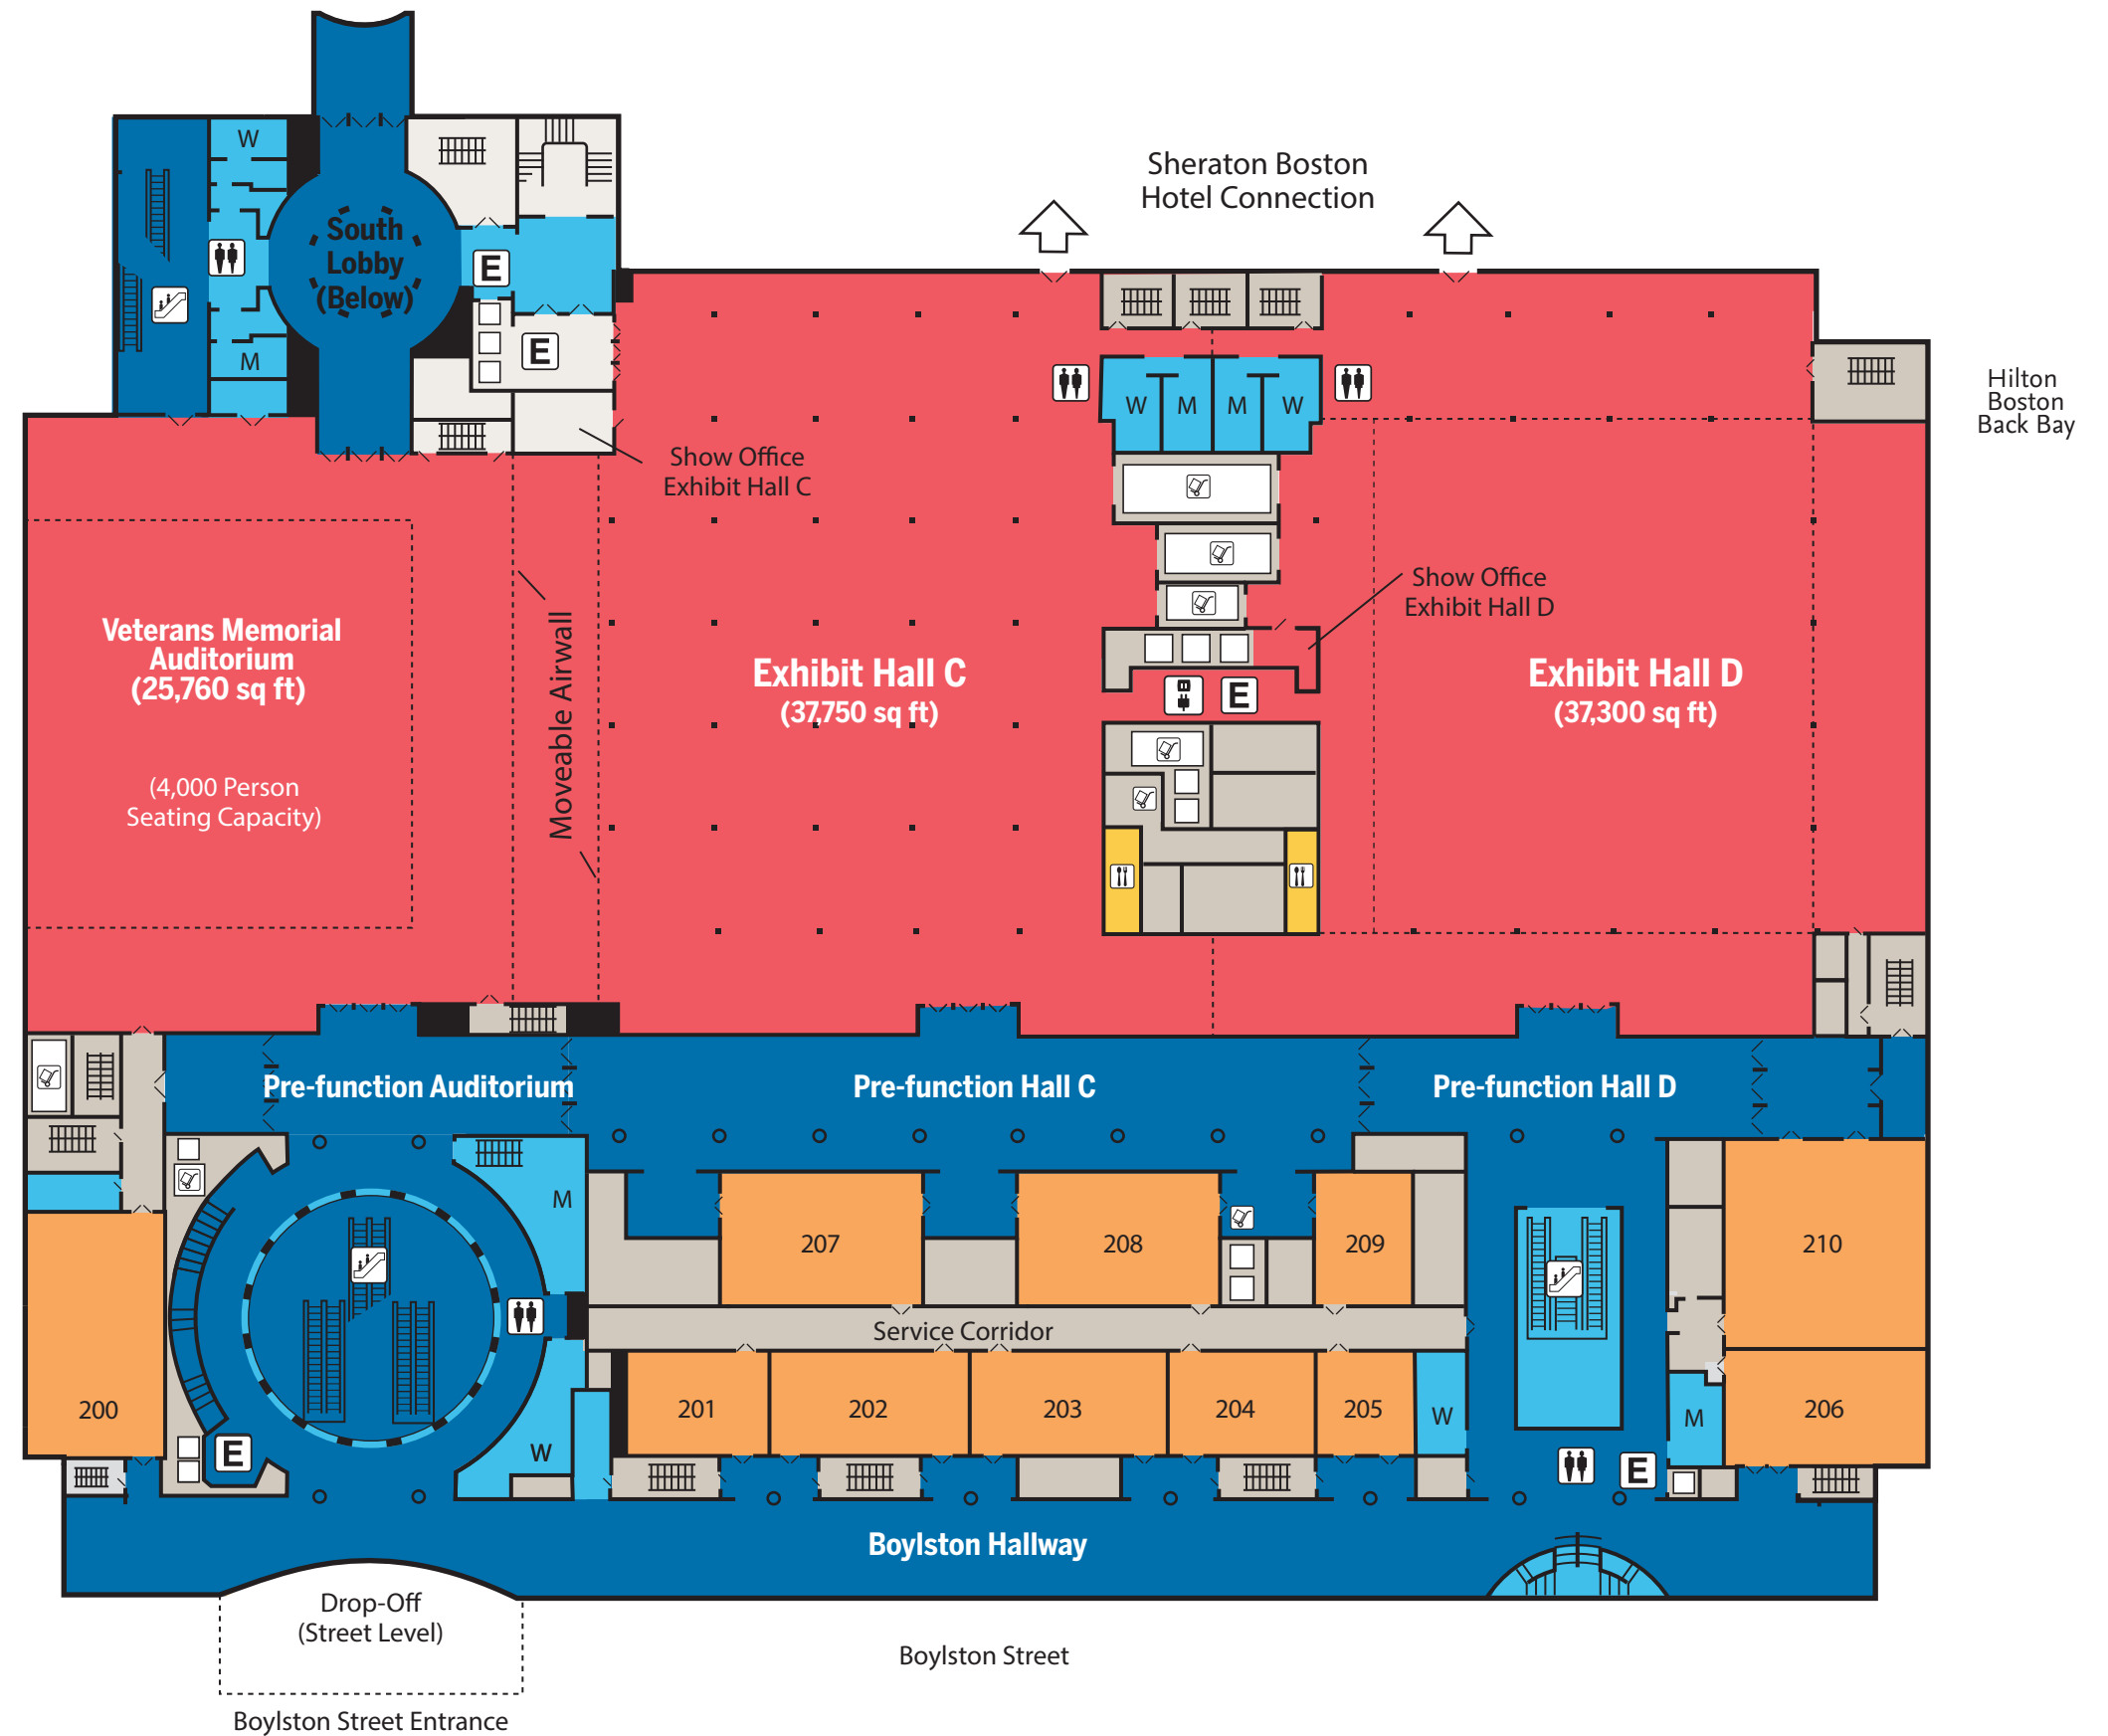 Sheraton Boston
Hotel Connection
W
South
Lobby
(Below)
E
E
M
Hilton
Boston
Back Bay
W
M
M
W
Show Office
Exhibit Hall C
Show Office
Exhibit Hall D
Veterans Memorial
Auditorium
(25,760 sq ft)
(4,000 Person
Seating Capacity)
Moveable Airwall
Exhibit Hall C
(37,750 sq ft)
E
Exhibit Hall D
(37,300 sq ft)
Pre-function Auditorium
Pre-function Hall C
Pre-function Hall D
M
207
208
209
210
Service Corridor
200
E
W
201
202
203
204
205
W
M
206
E
Boylston Hallway
Drop-Off
(Street Level)
Boylston Street
Boylston Street Entrance